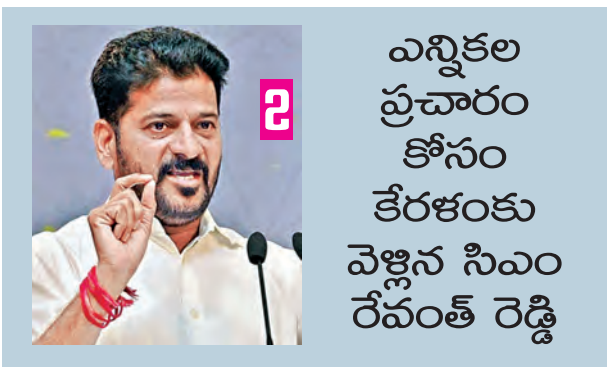 2
ఎన్నికల
ప్రచారం
కోసం
కేరళంకు
వెళ్లిన సిఎం
రేవంత్ రెడ్డి